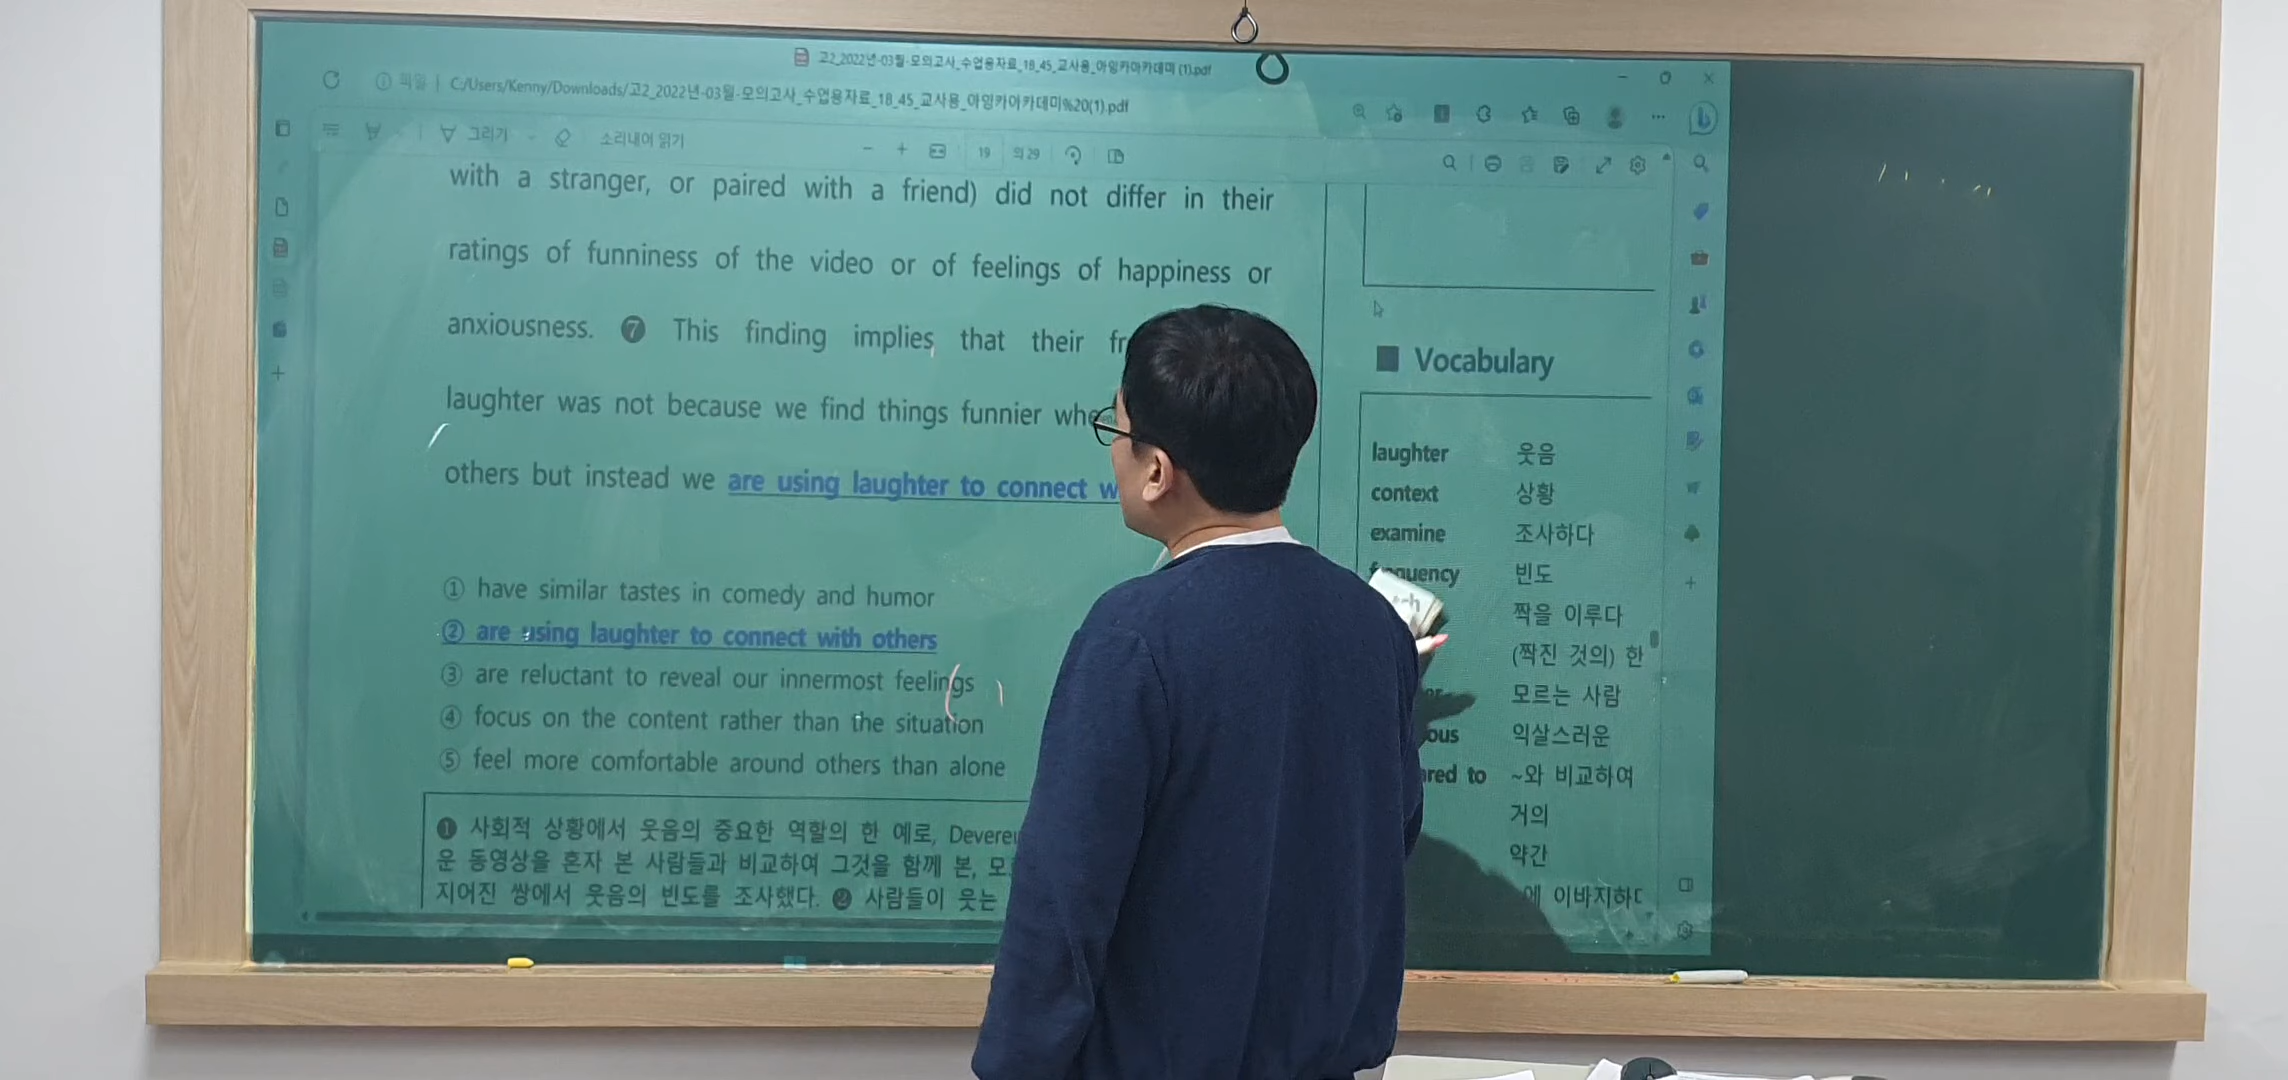 고2_2022년-03월-모의고사_수업용자료_18_45_교사용_아잉카아카데미 (1).pdf
파일 | C:/Users/Kenny/Downloads/고2_2022년-03월-모의고사_수업용자료_18_45_교사용_아잉카아카데미%20(1).pdf
그리기 소리내어 읽기
19 의 29
with a stranger, or paired with a friend) did not differ in their
ratings of funniness of the video or of feelings of happiness or
anxiousness. ❼ This finding implies that their
laughter was not because we find things funnier
others but instead we are using laughter to connect
① have similar tastes in comedy and humor
② are using laughter to connect with others
③ are reluctant to reveal our innermost feelings
④ focus on the content rather than the situation
⑤ feel more comfortable around others than alone
❶ 사회적 상황에서 웃음의 중요한 역할의 한 예로,
운 동영상을 혼자 본 사람들과 비교하여 그것을 함께 본,
지어진 쌍에서 웃음의 빈도를 조사했다. ❷ 사람들이 웃는
■ Vocabulary
laughter 웃음
context 상황
examine 조사하다
빈도
짝을 이루다
(짝진 것의) 한
모르는 사람
익살스러운
to ~와 비교하여
거의
약간
에 이바지하